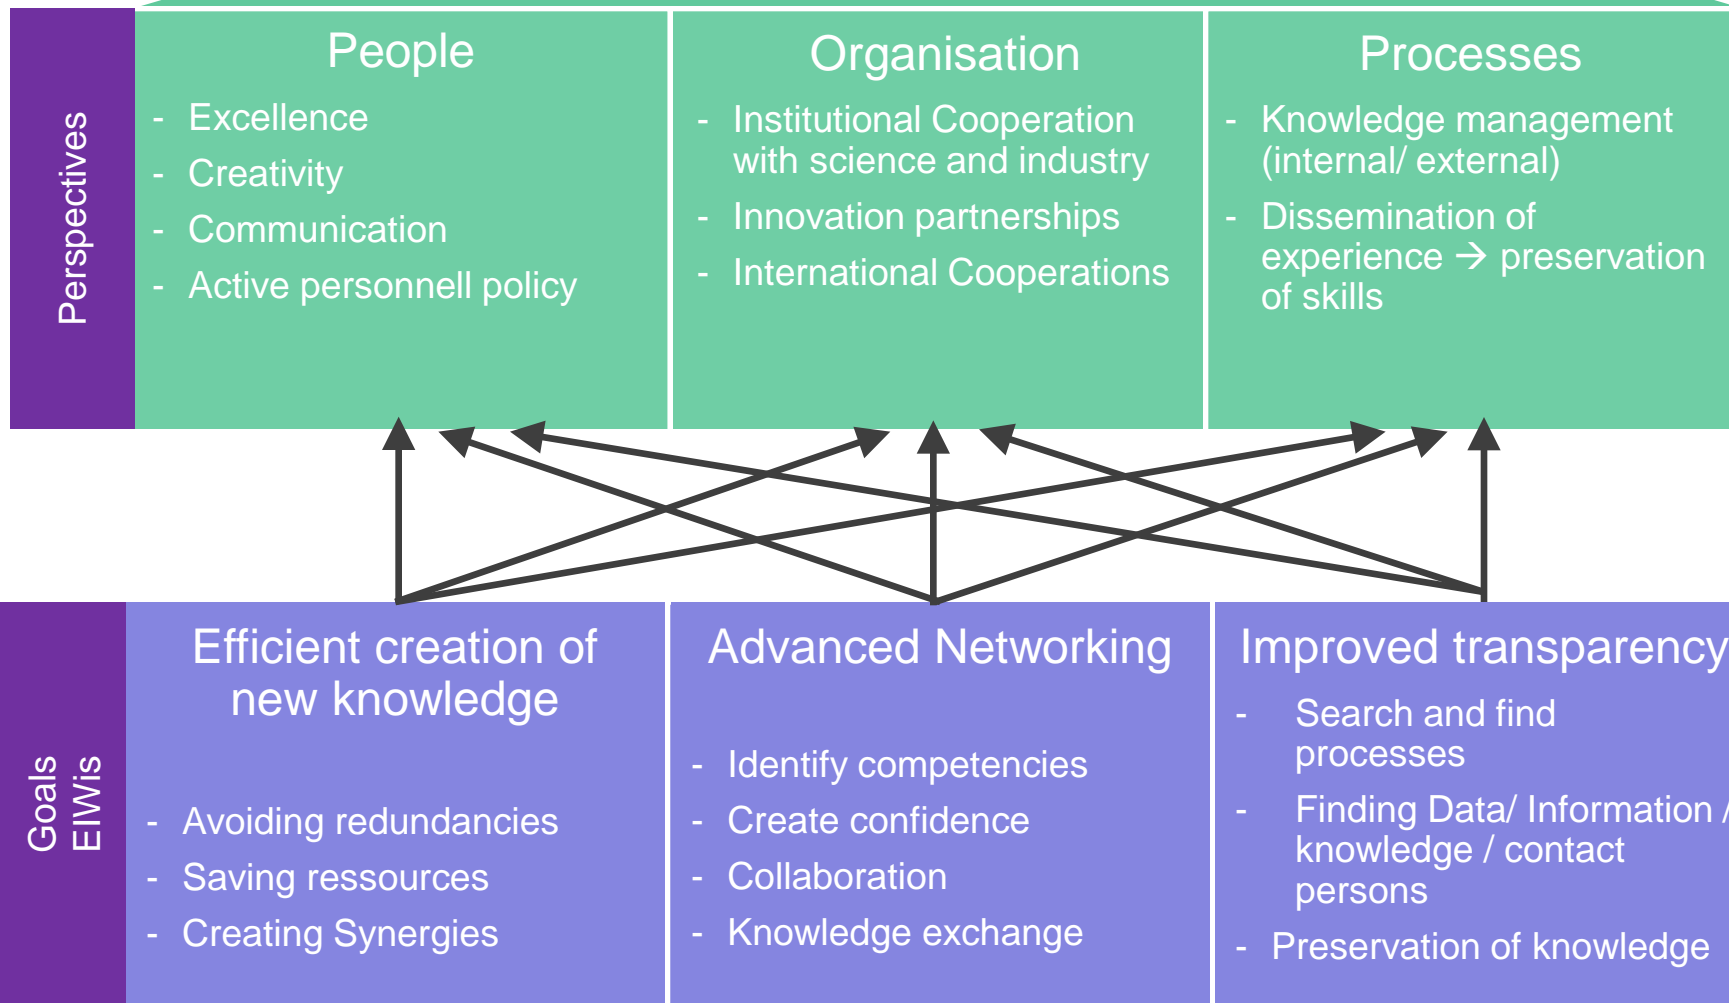 Perspectives
People
- Excellence
- Creativity
- Communication
- Active personnell policy
Organisation
- Institutional Cooperation
with science and industry
- Innovation partnerships
- International Cooperations
Processes
- Knowledge management
(internal/ external)
- Dissemination of
experience → preservation
of skills
Goals
EIWis
Efficient creation of
new knowledge
- Avoiding redundancies
- Saving ressources
- Creating Synergies
Advanced Networking
- Identify competencies
- Create confidence
- Collaboration
- Knowledge exchange
Improved transparency
- Search and find
processes
- Finding Data/ Information /
knowledge / contact
persons
- Preservation of knowledge